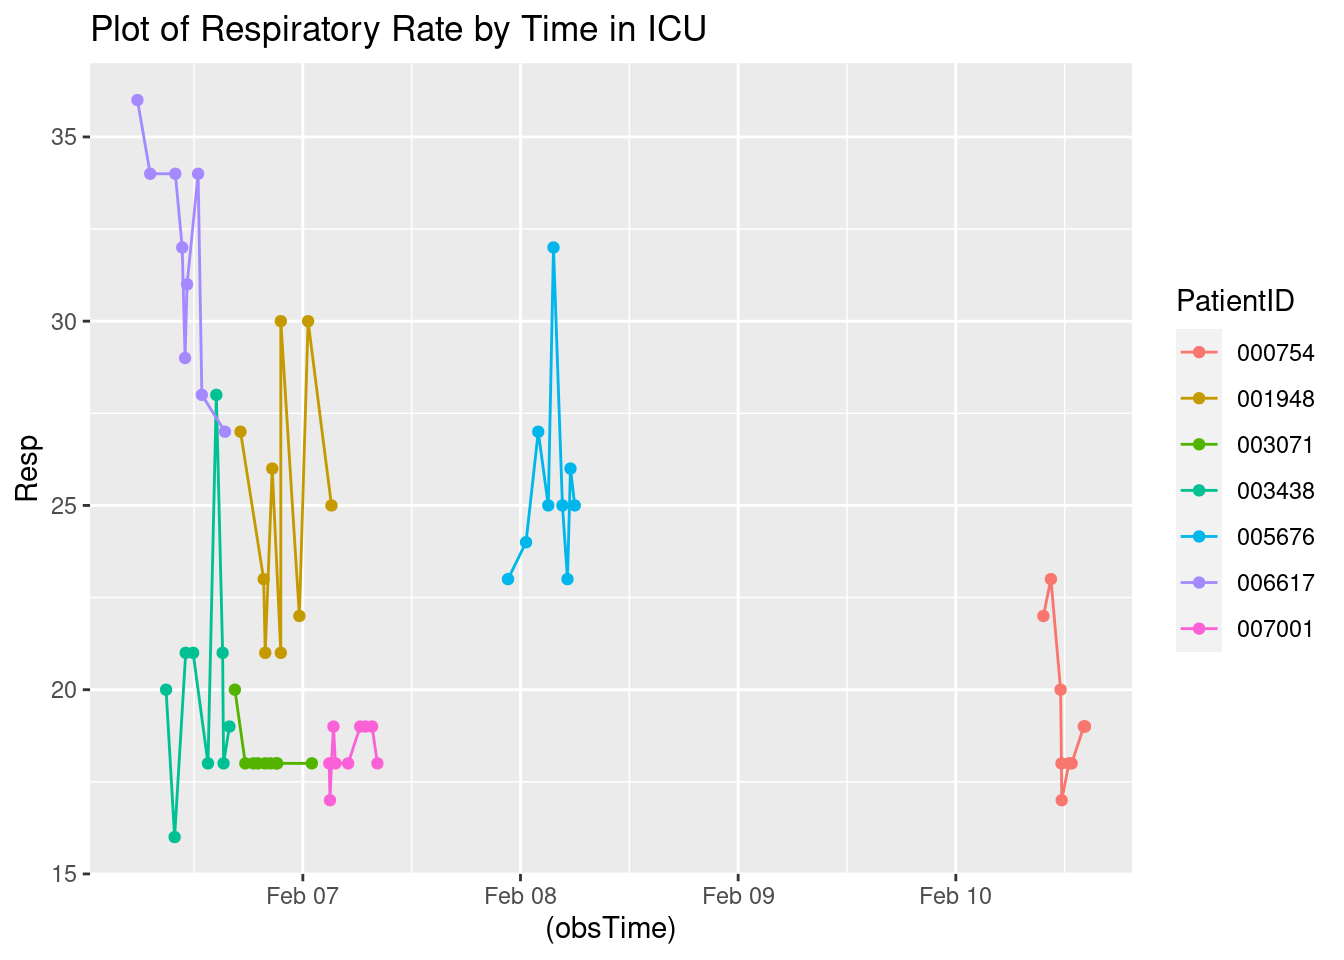 Plot of Respiratory Rate by Time in ICU
35
30
25
20
15
Resp
Feb 07 Feb 08 Feb 09 Feb 10
(obsTime)
PatientID
000754
001948
003071
003438
005676
006617
007001